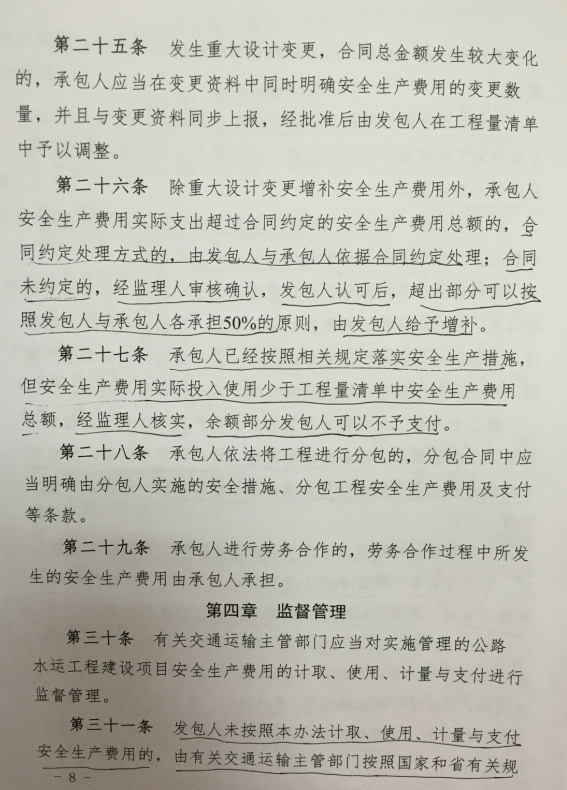 第二十五条　发生重大设计变更，合同总金额发生较大变化
的，承包人应当在变更资料中同时明确安全生产费用的变更数
量，并且与变更资料同步上报，经批准后由发包人在工程量清单
中予以调整。
第二十六条　除重大设计变更增补安全生产费用外，承包人
安全生产费用实际支出超过合同约定的安全生产费用总额的，合
同约定处理方式的，由发包人与承包人依据合同约定处理；合同
未约定的，经监理人审核确认，发包人认可后，超出部分可以按
照发包人与承包人各承担50%的原则，由发包人给予增补。
第二十七条　承包人已经按照相关规定落实安全生产措施，
但安全生产费用实际投入使用少于工程量清单中安全生产费用
总额，经监理人核实，余额部分发包人可以不予支付。
第二十八条　承包人依法将工程进行分包的，分包合同中应
当明确由分包人实施的安全措施、分包工程安全生产费用及支付
等条款。
第二十九条　承包人进行劳务合作的，劳务合作过程中所发
生的安全生产费用由承包人承担。
第四章　监督管理
第三十条　有关交通运输主管部门应当对实施管理的公路
水运工程建设项目安全生产费用的计取、使用、计量与支付进行
监督管理。
第三十一条　发包人未按照本办法计取、使用、计量与支付
安全生产费用的，由有关交通运输主管部门按照国家和省有关规
- 8 -